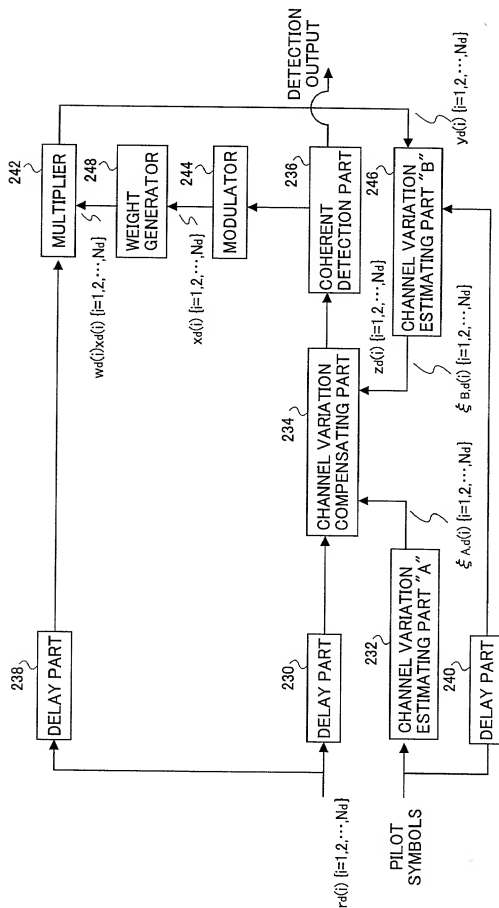 238
DELAY PART
242
MULTIPLIER
wd(i)xd(i) {i=1,2,···,Nd}
248
WEIGHT
GENERATOR
244
MODULATOR
xd(i) {i=1,2,···,Nd}
DETECTION
OUTPUT
rd(i) {i=1,2,···,Nd}
230
DELAY PART
234
CHANNEL VARIATION
COMPENSATING PART
236
COHERENT
DETECTION PART
zd(i) {i=1,2,···,Nd}
PILOT
SYMBOLS
232
CHANNEL VARIATION
ESTIMATING PART "A"
ξA,d(i) {i=1,2,···,Nd}
246
CHANNEL VARIATION
ESTIMATING PART "B"
ξB,d(i) {i=1,2,···,Nd}
yd(i) {i=1,2,···,Nd}
240
DELAY PART